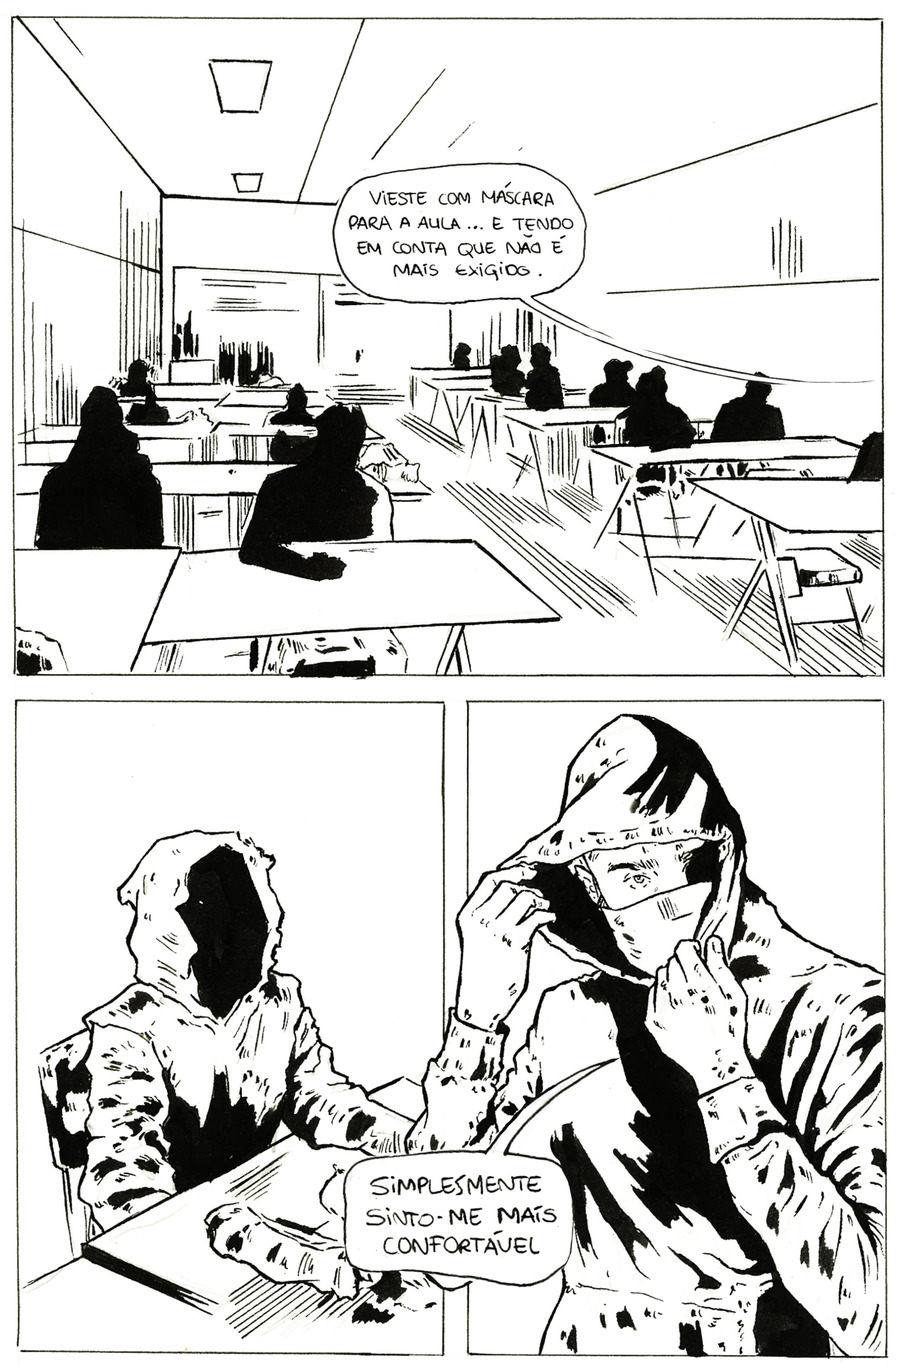 VIESTE COM MÁSCARA
PARA A AULA... E TENDO
EM CONTA QUE NÃO É
MAIS EXIGIDO.
SIMPLESMENTE
SINTO-ME MAIS
CONFORTÁVEL